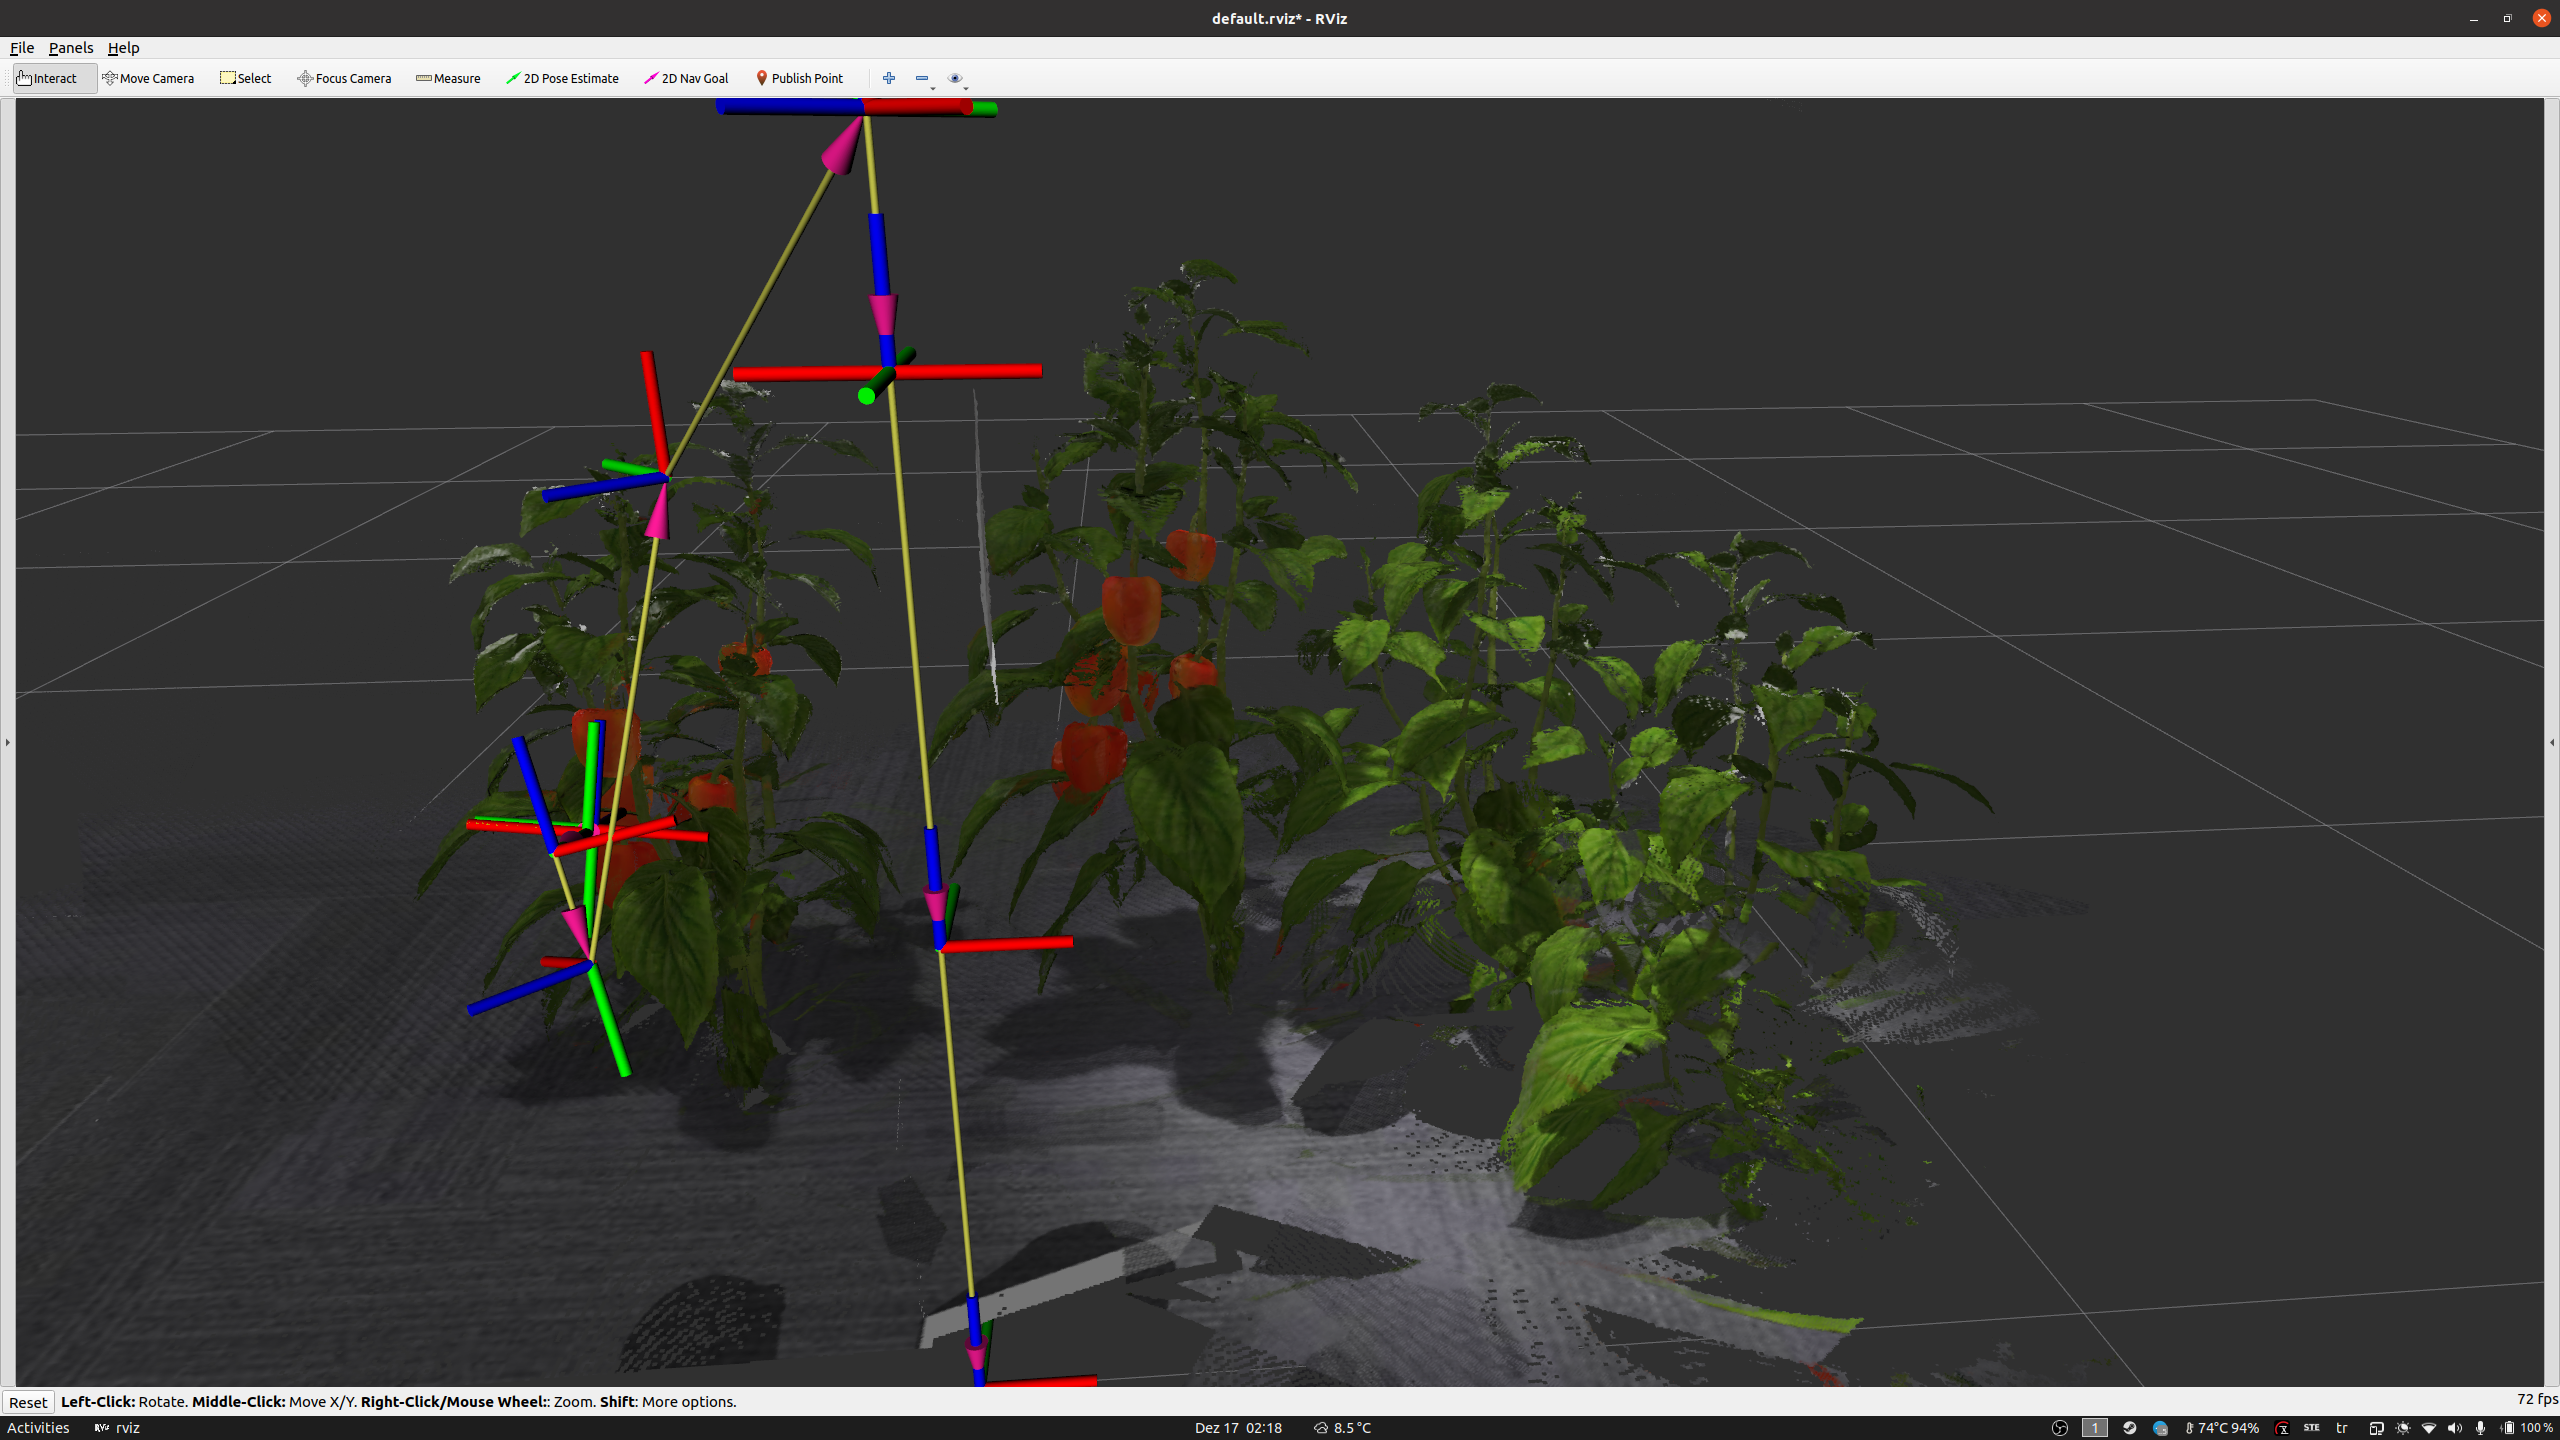 default.rviz* - RViz
File Panels Help
Interact Move Camera Select Focus Camera Measure 2D Pose Estimate 2D Nav Goal Publish Point
Reset Left-Click: Rotate. Middle-Click: Move X/Y. Right-Click/Mouse Wheel:: Zoom. Shift: More options. 72 fps
Activities RViz rviz Dez 17 02:18 8.5 °C 1 74°C 94% STE tr 100 %